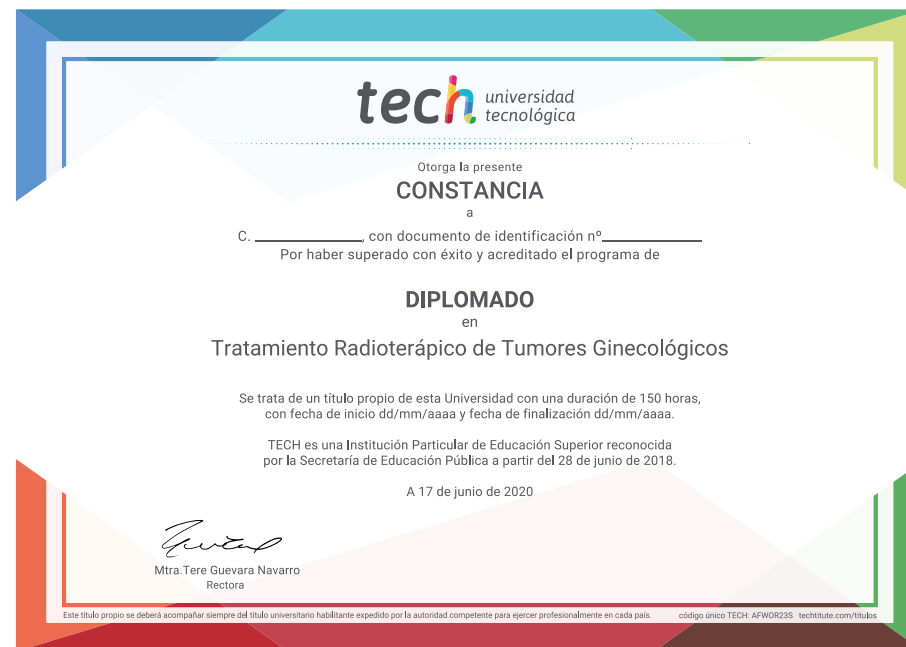 tech universidad
tecnológica
Otorga la presente
CONSTANCIA
a
C. ____________, con documento de identificación nº____________
Por haber superado con éxito y acreditado el programa de
DIPLOMADO
en
Tratamiento Radioterápico de Tumores Ginecológicos
Se trata de un título propio de esta Universidad con una duración de 150 horas,
con fecha de inicio dd/mm/aaaa y fecha de finalización dd/mm/aaaa.
TECH es una Institución Particular de Educación Superior reconocida
por la Secretaría de Educación Pública a partir del 28 de junio de 2018.
A 17 de junio de 2020
Mtra.Tere Guevara Navarro
Rectora
Este título propio se deberá acompañar siempre del título universitario habilitante expedido por la autoridad competente para ejercer profesionalmente en cada país. código único TECH: AFWOR23S techtitute.com/titulos